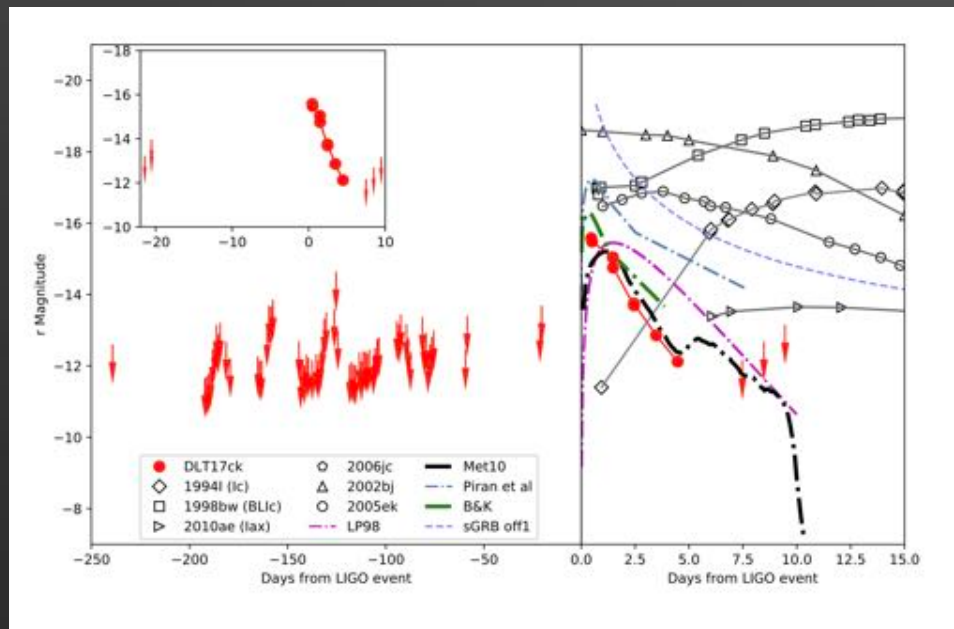 −18
−16
−14
−12
−10
−20
−10
0
10
r Magnitude
−20
−18
−16
−14
−12
−10
−8
DLT17ck
1994I (Ic)
1998bw (BLIc)
2010ae (Iax)
2006jc
2002bj
2005ek
LP98
Met10
Piran et al
B&K
sGRB off1
−250
−200
−150
−100
−50
0.0
2.5
5.0
7.5
10.0
12.5
15.0
Days from LIGO event
Days from LIGO event